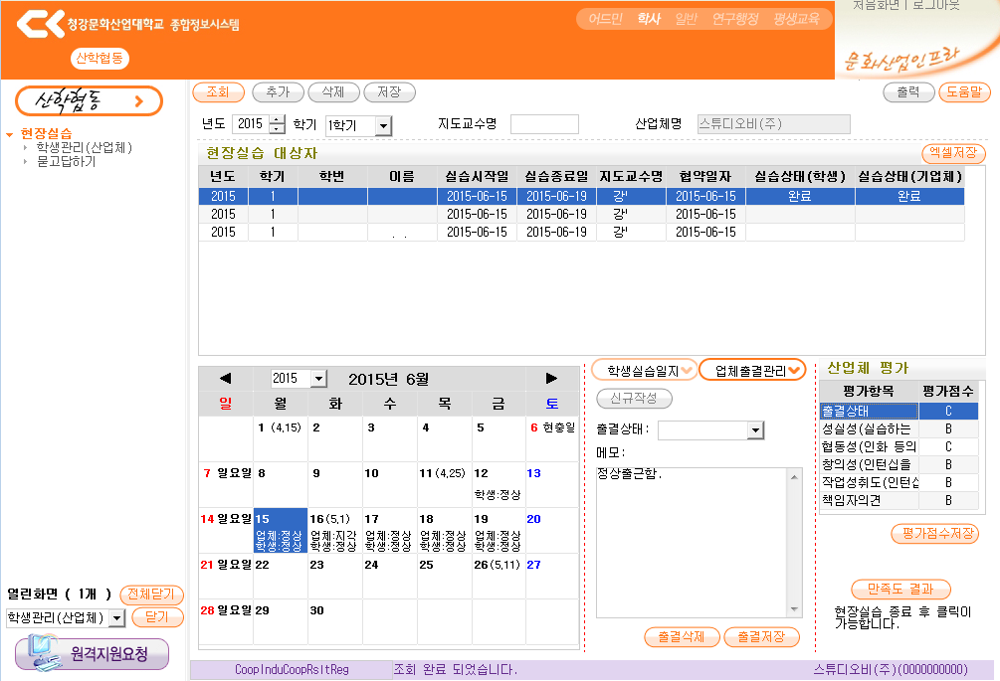 청강문화산업대학교 종합정보시스템
어드민 학사 일반 연구행정 평생교육
처음화면 | 로그아웃
산학협동
문화산업인프라
산학협동
현장실습
학생관리(산업체)
묻고답하기
조회 추가 삭제 저장 출력 도움말
년도 2015 학기 1학기 지도교수명 산업체명 스튜디오비(주)
현장실습 대상자 엑셀저장
년도 학기 학번 이름 실습시작일 실습종료일 지도교수명 협약일자 실습상태(학생) 실습상태(기업체)
2015 1 2015-06-15 2015-06-19 강 2015-06-15 완료 완료
2015 1 2015-06-15 2015-06-19 강 2015-06-15
2015 1 2015-06-15 2015-06-19 강 2015-06-15
2015 2015년 6월
일 월 화 수 목 금 토
1 (4,15) 2 3 4 5 6 현충일
7 일요일 8 9 10 11 (4,25) 12 13
학생:정상
14 일요일 15 16 (5,1) 17 18 19 20
업체:정상 업체:지각 업체:정상 업체:정상 업체:정상
학생:정상 학생:정상 학생:정상 학생:정상 학생:정상
21 일요일 22 23 24 25 26 (5,11) 27
28 일요일 29 30
학생실습일지 업체출결관리
신규작성
출결상태:
메모:
정상출근함.
출결삭제 출결저장
산업체 평가
평가항목 평가점수
출결상태 C
성실성(실습하는 B
협동성(인화 등의 C
창의성(인턴십을 B
작업성취도(인턴십 B
책임자의견 B
평가점수저장
만족도 결과
현장실습 종료 후 클릭이
가능합니다.
열린화면 ( 1개 ) 전체닫기
학생관리(산업체) 닫기
원격지원요청
CoopInduCoopRsltReg 조회 완료 되었습니다. 스튜디오비(주)(0000000000)